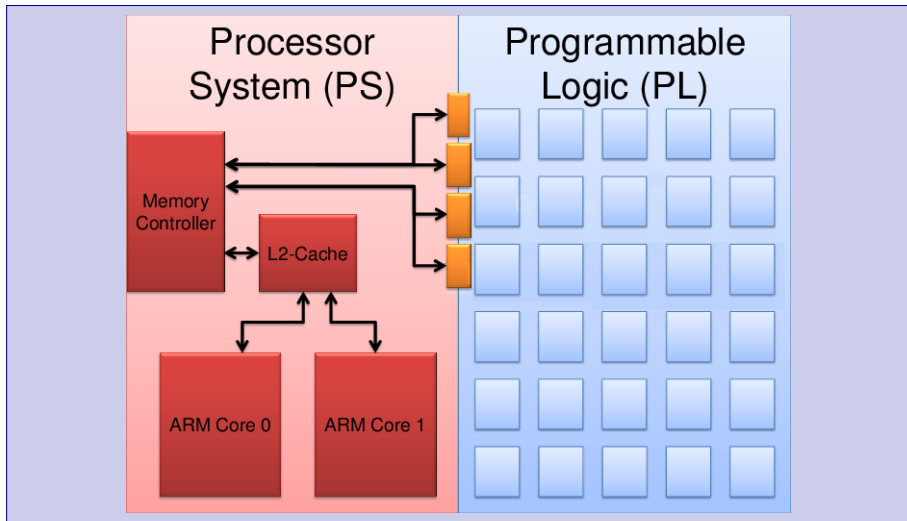 Processor
System (PS)
Programmable
Logic (PL)
Memory
Controller
L2-Cache
ARM Core 0
ARM Core 1